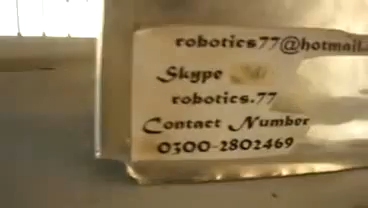 robotics77@hotmail.
Skype
robotics.77
Contact Number
0300-2802469